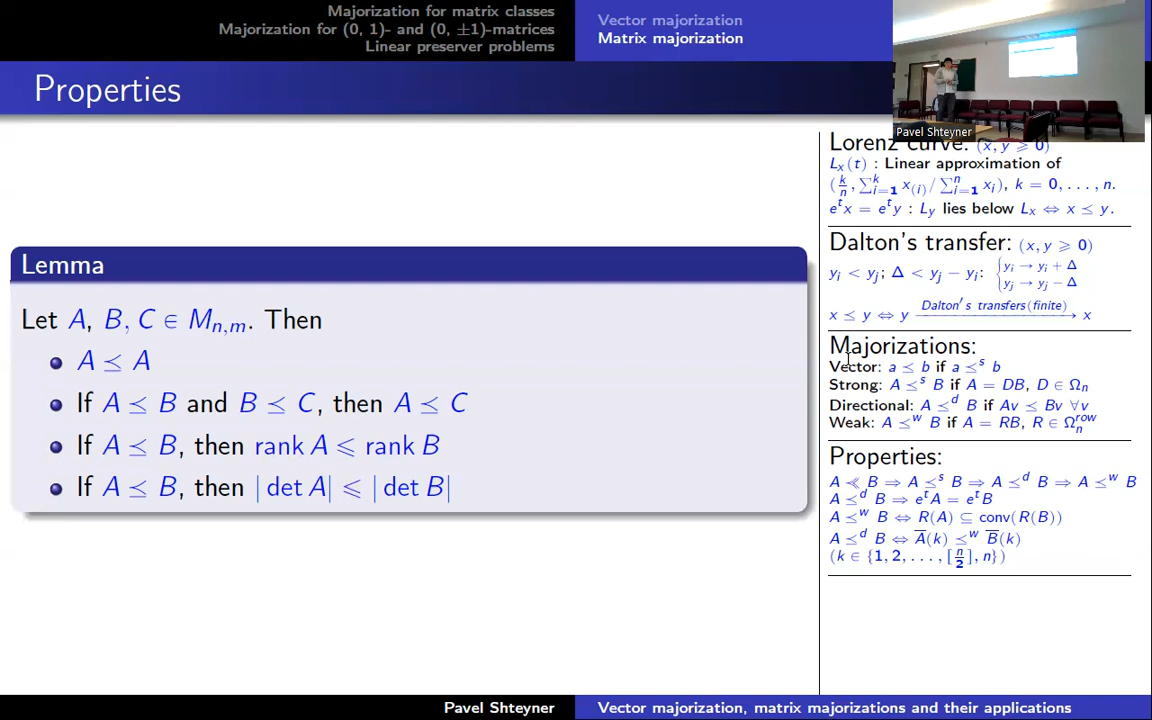 Majorization for matrix classes
Majorization for (0, 1)- and (0, ±1)-matrices
Linear preserver problems
Vector majorization
Matrix majorization
Properties
Pavel Shteyner
Lemma
Let A, B, C ∈ M_{n,m}. Then
A ⪯ A
If A ⪯ B and B ⪯ C, then A ⪯ C
If A ⪯ B, then rank A ⩽ rank B
If A ⪯ B, then | det A| ⩽ | det B|
Lorenz curve: (x, y ⩾ 0)
L_x(t) : Linear approximation of
(k/n, ∑_{i=1}^k x_(i)/ ∑_{i=1}^n x_i), k = 0, . . . , n.
e^t x = e^t y : L_y lies below L_x ⇔ x ⪯ y.
Dalton's transfer: (x, y ⩾ 0)
y_i < y_j; Δ < y_j − y_i: { y_i → y_i + Δ
y_j → y_j − Δ
x ⪯ y ⇔ y Dalton's transfers(finite)→ x
Majorizations:
Vector: a ⪯ b if a ⪯^s b
Strong: A ⪯^s B if A = DB, D ∈ Ω_n
Directional: A ⪯^d B if Av ⪯ Bv ∀v
Weak: A ⪯^w B if A = RB, R ∈ Ω_n^{row}
Properties:
A ≪ B ⇒ A ⪯^s B ⇒ A ⪯^d B ⇒ A ⪯^w B
A ⪯^d B ⇒ e^t A = e^t B
A ⪯^w B ⇔ R(A) ⊆ conv(R(B))
A ⪯^d B ⇔ A̅(k) ⪯^w B̅(k)
(k ∈ {1, 2, . . . , [n/2], n})
Pavel Shteyner
Vector majorization, matrix majorizations and their applications